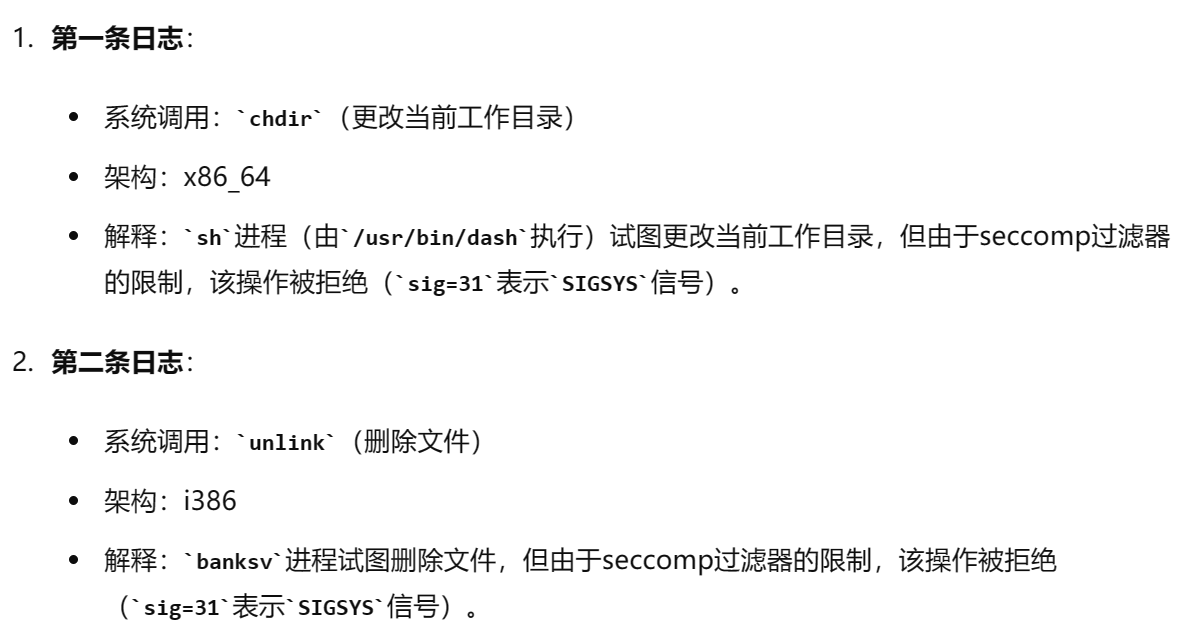 1. 第一条日志：
• 系统调用：`chdir`（更改当前工作目录）
• 架构：x86_64
• 解释：`sh`进程（由`/usr/bin/dash`执行）试图更改当前工作目录，但由于seccomp过滤器
的限制，该操作被拒绝（`sig=31`表示`SIGSYS`信号）。
2. 第二条日志：
• 系统调用：`unlink`（删除文件）
• 架构：i386
• 解释：`banksv`进程试图删除文件，但由于seccomp过滤器的限制，该操作被拒绝
（`sig=31`表示`SIGSYS`信号）。